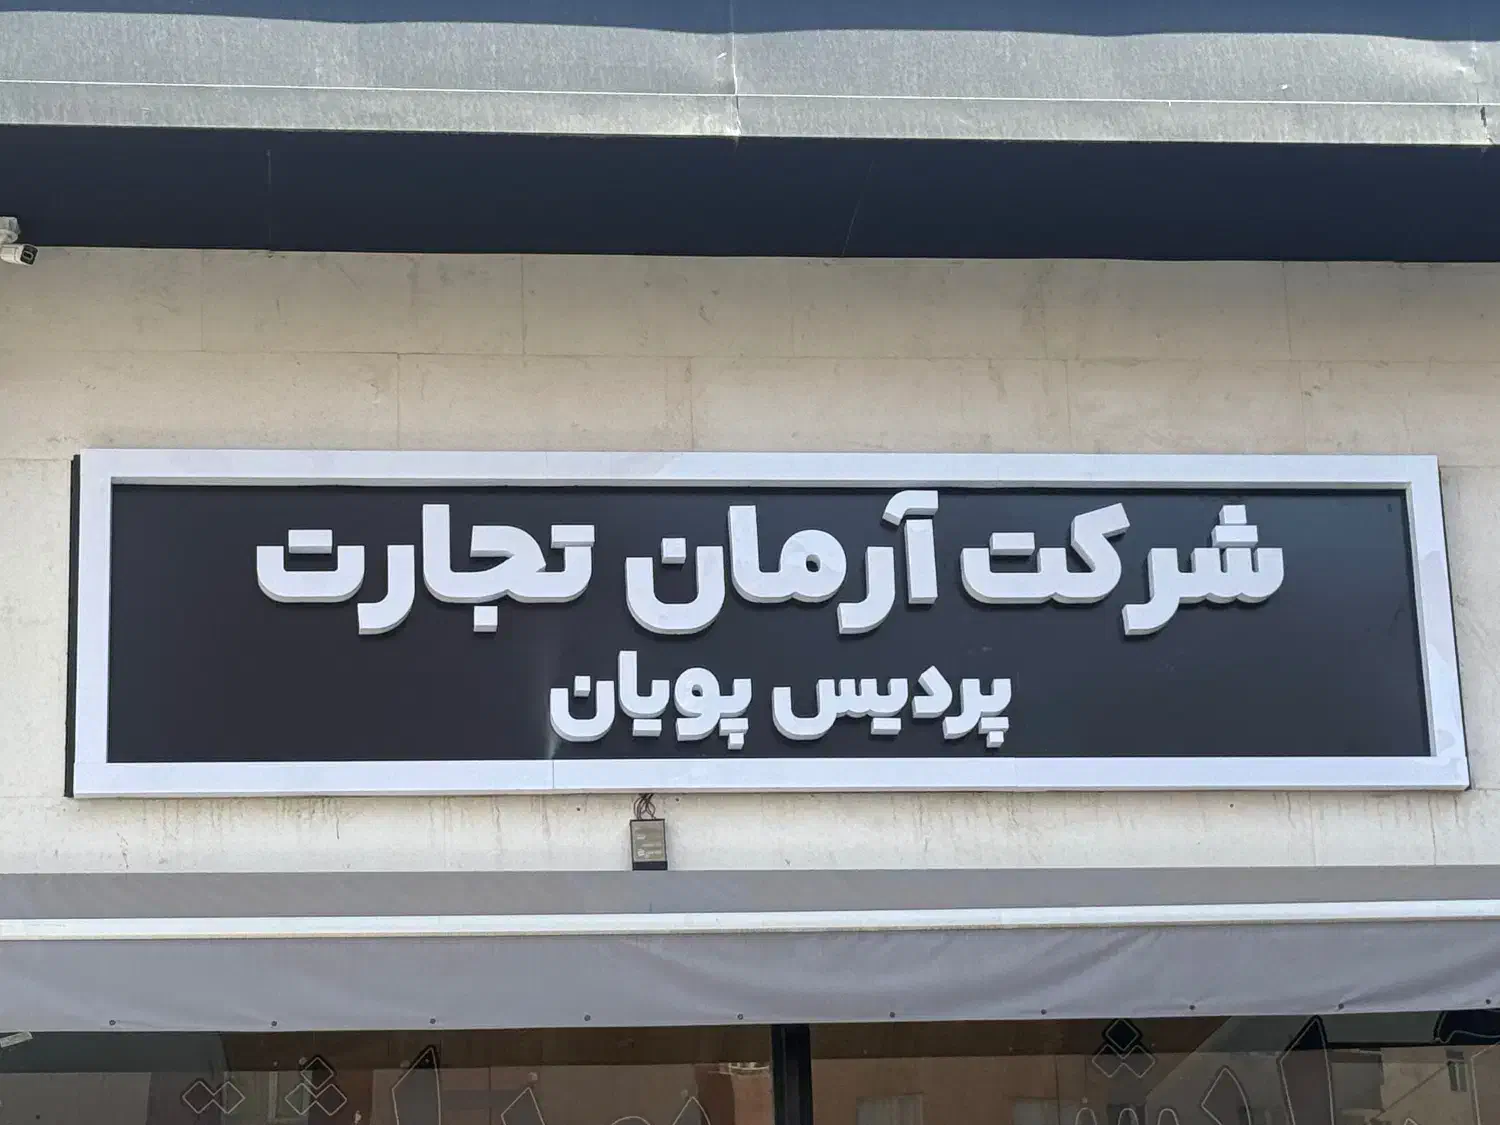 شرکت آرمان تجارت
پردیس پویان